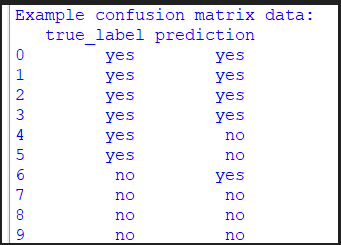 Example confusion matrix data:
true_label prediction
0 yes yes
1 yes yes
2 yes yes
3 yes yes
4 yes no
5 yes no
6 no yes
7 no no
8 no no
9 no no